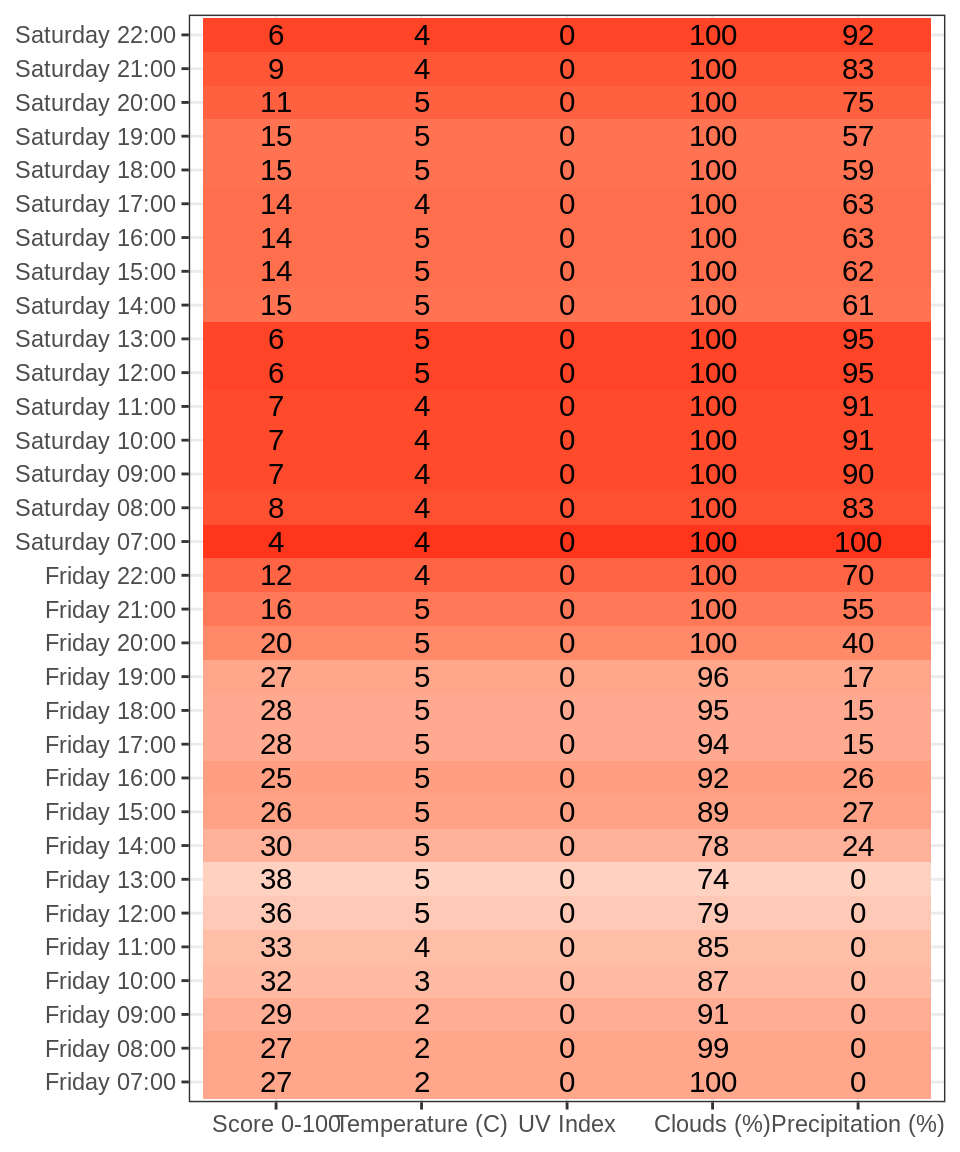 Saturday 22:00 6 4 0 100 92
Saturday 21:00 9 4 0 100 83
Saturday 20:00 11 5 0 100 75
Saturday 19:00 15 5 0 100 57
Saturday 18:00 15 5 0 100 59
Saturday 17:00 14 4 0 100 63
Saturday 16:00 14 5 0 100 63
Saturday 15:00 14 5 0 100 62
Saturday 14:00 15 5 0 100 61
Saturday 13:00 6 5 0 100 95
Saturday 12:00 6 5 0 100 95
Saturday 11:00 7 4 0 100 91
Saturday 10:00 7 4 0 100 91
Saturday 09:00 7 4 0 100 90
Saturday 08:00 8 4 0 100 83
Saturday 07:00 4 4 0 100 100
Friday 22:00 12 4 0 100 70
Friday 21:00 16 5 0 100 55
Friday 20:00 20 5 0 100 40
Friday 19:00 27 5 0 96 17
Friday 18:00 28 5 0 95 15
Friday 17:00 28 5 0 94 15
Friday 16:00 25 5 0 92 26
Friday 15:00 26 5 0 89 27
Friday 14:00 30 5 0 78 24
Friday 13:00 38 5 0 74 0
Friday 12:00 36 5 0 79 0
Friday 11:00 33 4 0 85 0
Friday 10:00 32 3 0 87 0
Friday 09:00 29 2 0 91 0
Friday 08:00 27 2 0 99 0
Friday 07:00 27 2 0 100 0
Score 0-100 Temperature (C) UV Index Clouds (%) Precipitation (%)